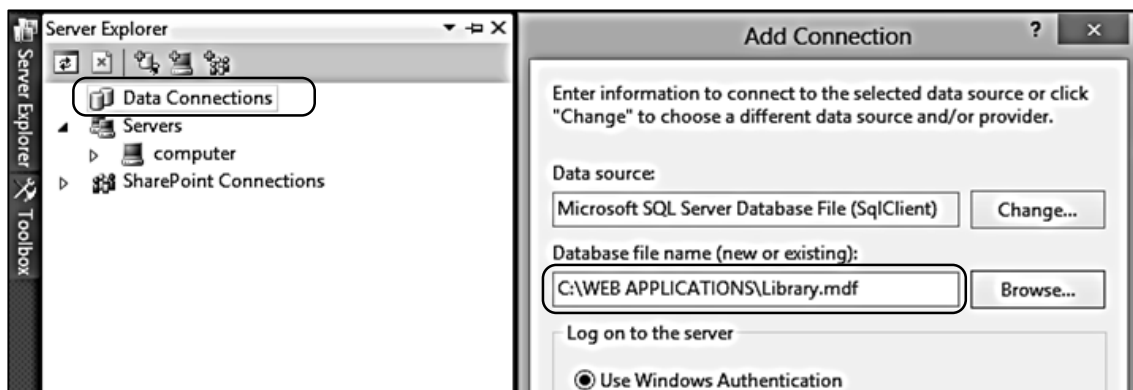 Server Explorer
Toolbox
Server Explorer
Data Connections
Servers
computer
SharePoint Connections
Add Connection
?
Enter information to connect to the selected data source or click
"Change" to choose a different data source and/or provider.
Data source:
Microsoft SQL Server Database File (SqlClient)
Change...
Database file name (new or existing):
C:\WEB APPLICATIONS\Library.mdf
Browse...
Log on to the server
Use Windows Authentication